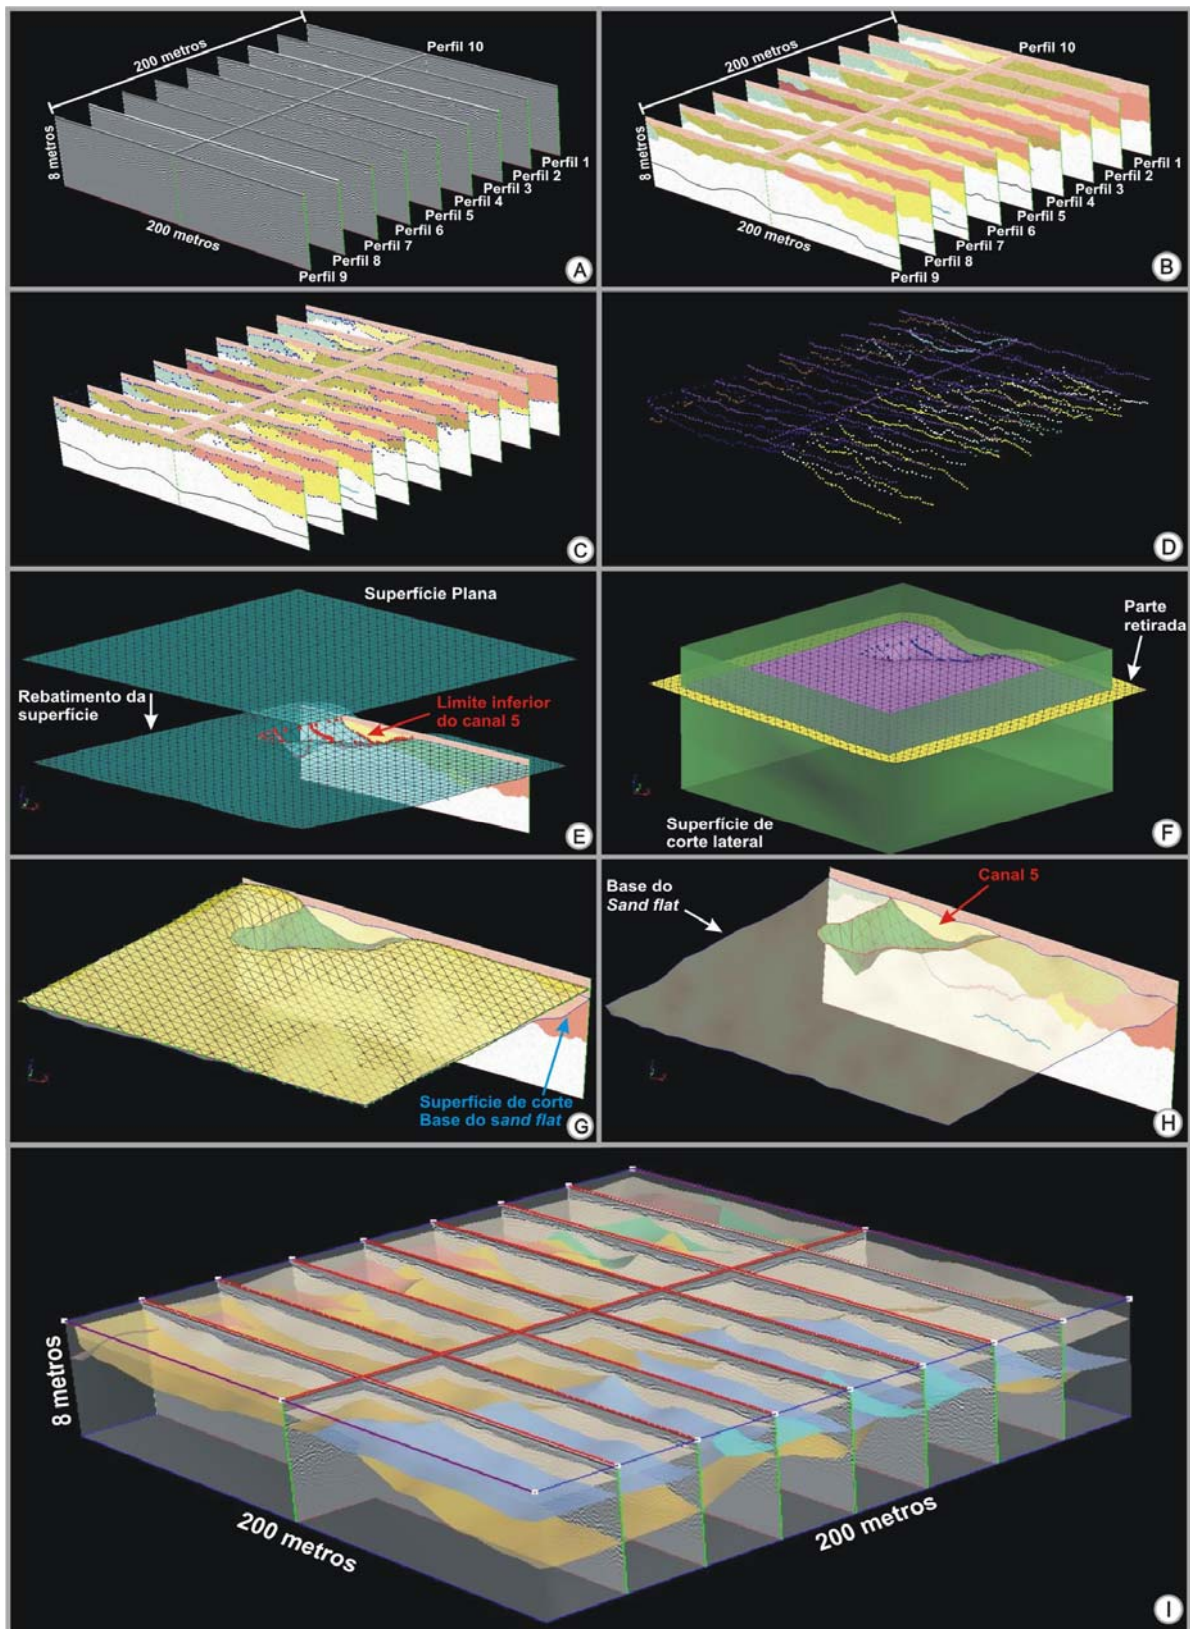 200 metros
Perfil 10
8 metros
200 metros
Perfil 1
Perfil 2
Perfil 3
Perfil 4
Perfil 5
Perfil 6
Perfil 7
Perfil 8
Perfil 9
A
200 metros
Perfil 10
8 metros
200 metros
Perfil 1
Perfil 2
Perfil 3
Perfil 4
Perfil 5
Perfil 6
Perfil 7
Perfil 8
Perfil 9
B
C
D
Superfície Plana
Rebatimento da
superfície
Limite inferior
do canal 5
E
Parte
retirada
Superfície de
corte lateral
F
Superfície de corte
Base do sand flat
G
Base do
Sand flat
Canal 5
H
8 metros
200 metros
200 metros
I